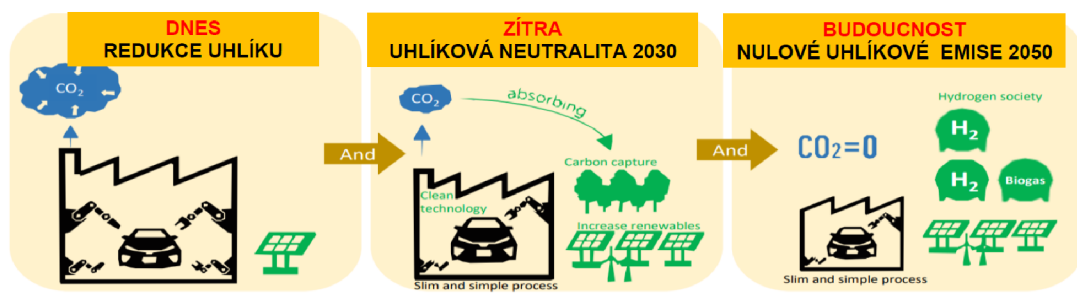 DNES
REDUKCE UHLÍKU
CO2
And
ZÍTRA
UHLÍKOVÁ NEUTRALITA 2030
CO2
absorbing
Carbon capture
Clean
technology
Increase renewables
Slim and simple process
And
BUDOUCNOST
NULOVÉ UHLÍKOVÉ EMISE 2050
Hydrogen society
H2
CO2=0
H2
Biogas
Slim and simple process